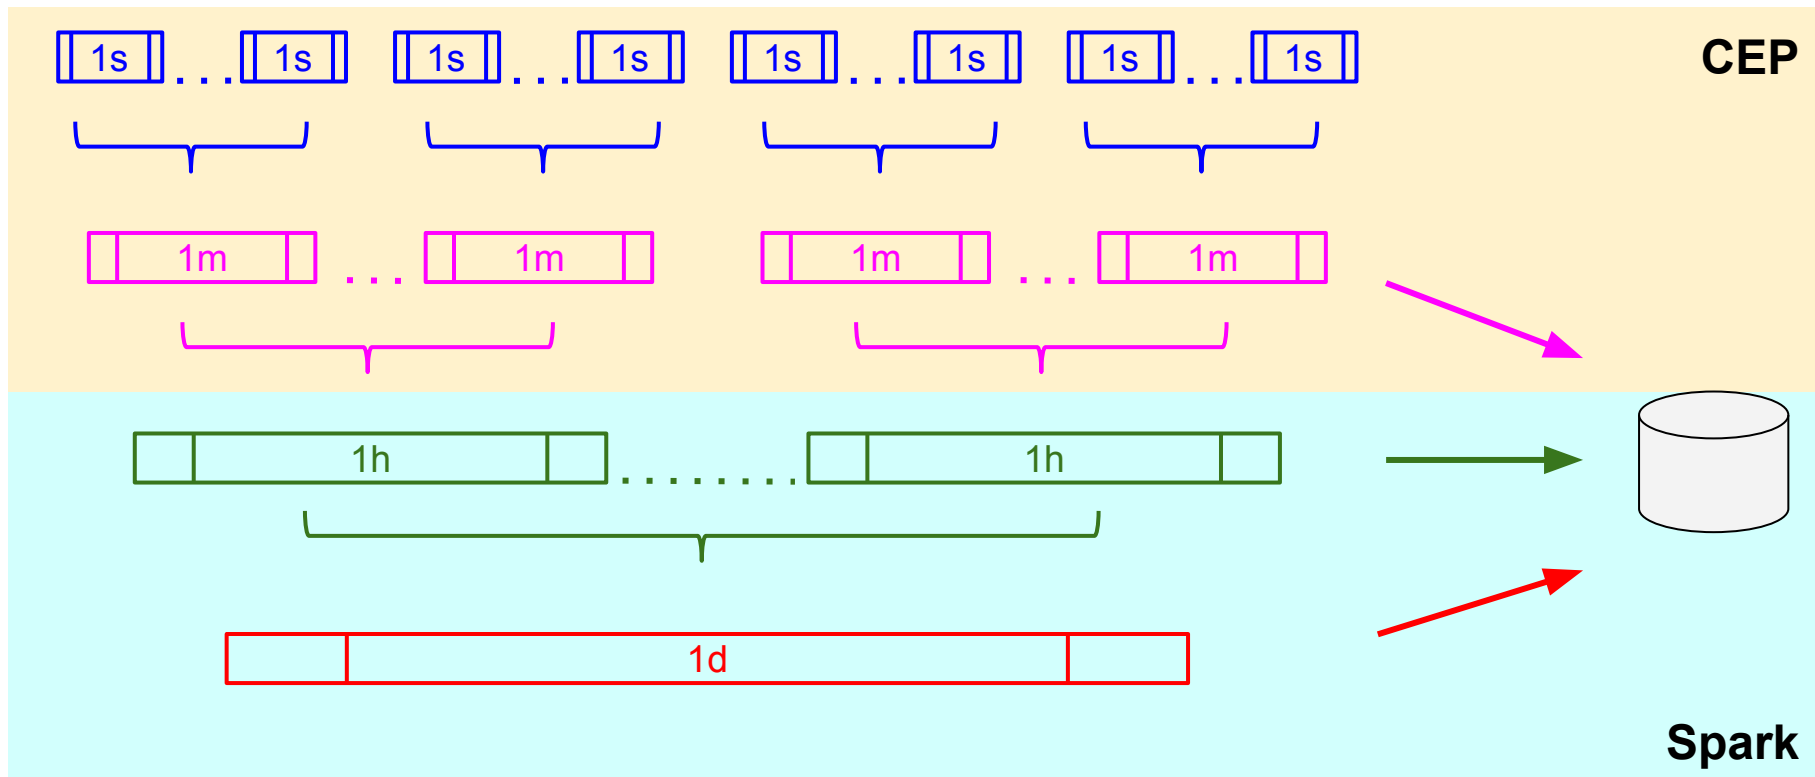 1s . . . 1s 1s . . . 1s 1s . . . 1s 1s . . . 1s
CEP
1m . . . 1m 1m . . . 1m
1h . . . . . . . . 1h
1d
Spark